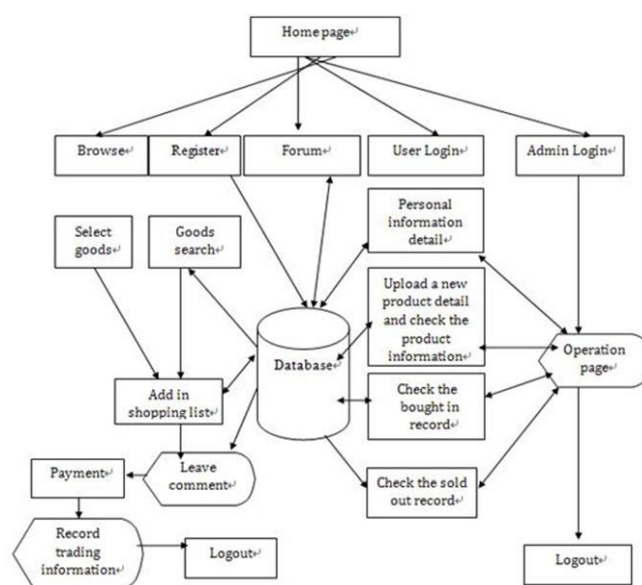 Home page
Browse
Register
Forum
User Login
Admin Login
Select
goods
Goods
search
Personal
information
detail
Upload a new
product detail
and check the
product
information
Database
Operation
page
Add in
shopping list
Check the
bought in
record
Leave
comment
Payment
Check the sold
out record
Record
trading
information
Logout
Logout